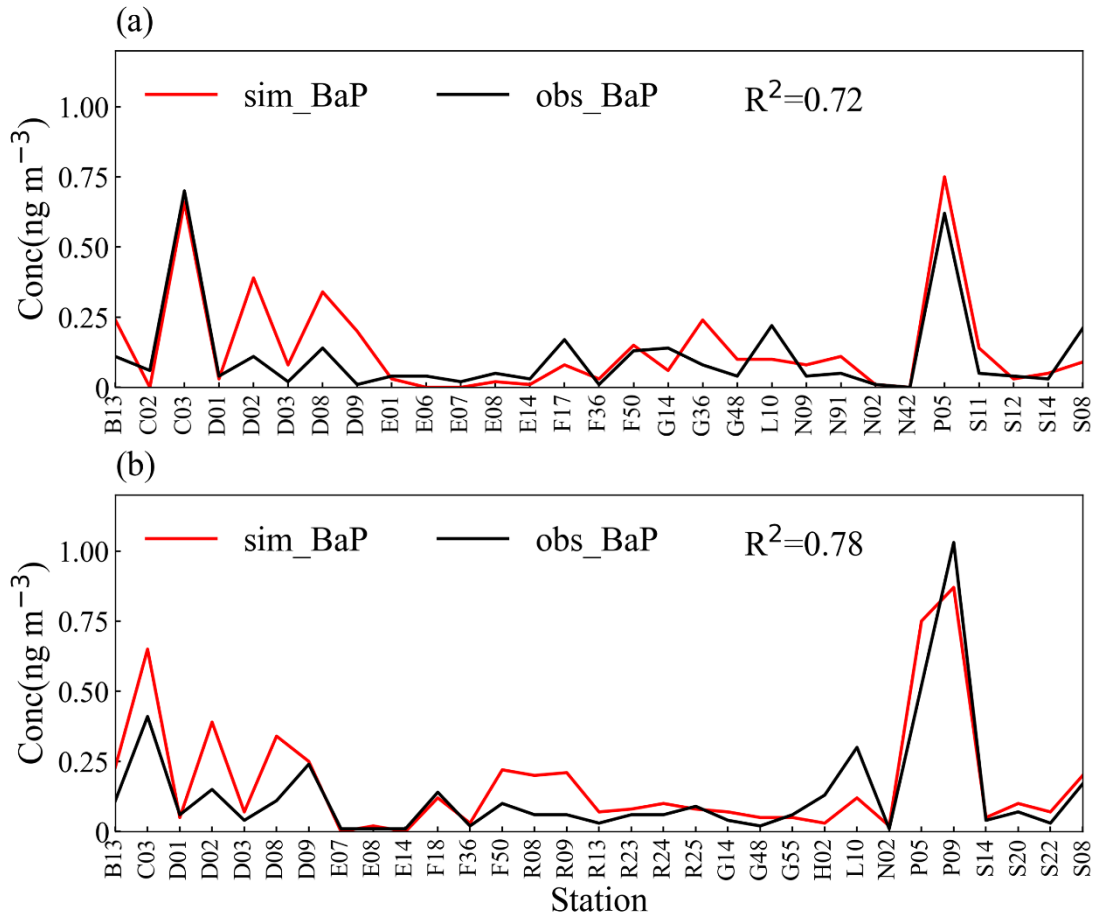 (a)
sim_BaP obs_BaP R²=0.72
Conc(ng m⁻³)
1.00
0.75
0.50
0.25
0
B13 C02 C03 D01 D02 D03 D08 D09 E01 E06 E07 E08 E14 F17 F36 F50 G14 G36 G48 L10 N09 N91 N02 N42 P05 S11 S12 S14 S08
(b)
sim_BaP obs_BaP R²=0.78
Conc(ng m⁻³)
1.00
0.75
0.50
0.25
0
B13 C03 D01 D02 D03 D08 D09 E07 E08 E14 F18 F36 F50 R08 R09 R13 R23 R24 R25 G14 G48 G55 H02 L10 N02 P05 P09 S14 S20 S22 S08
Station